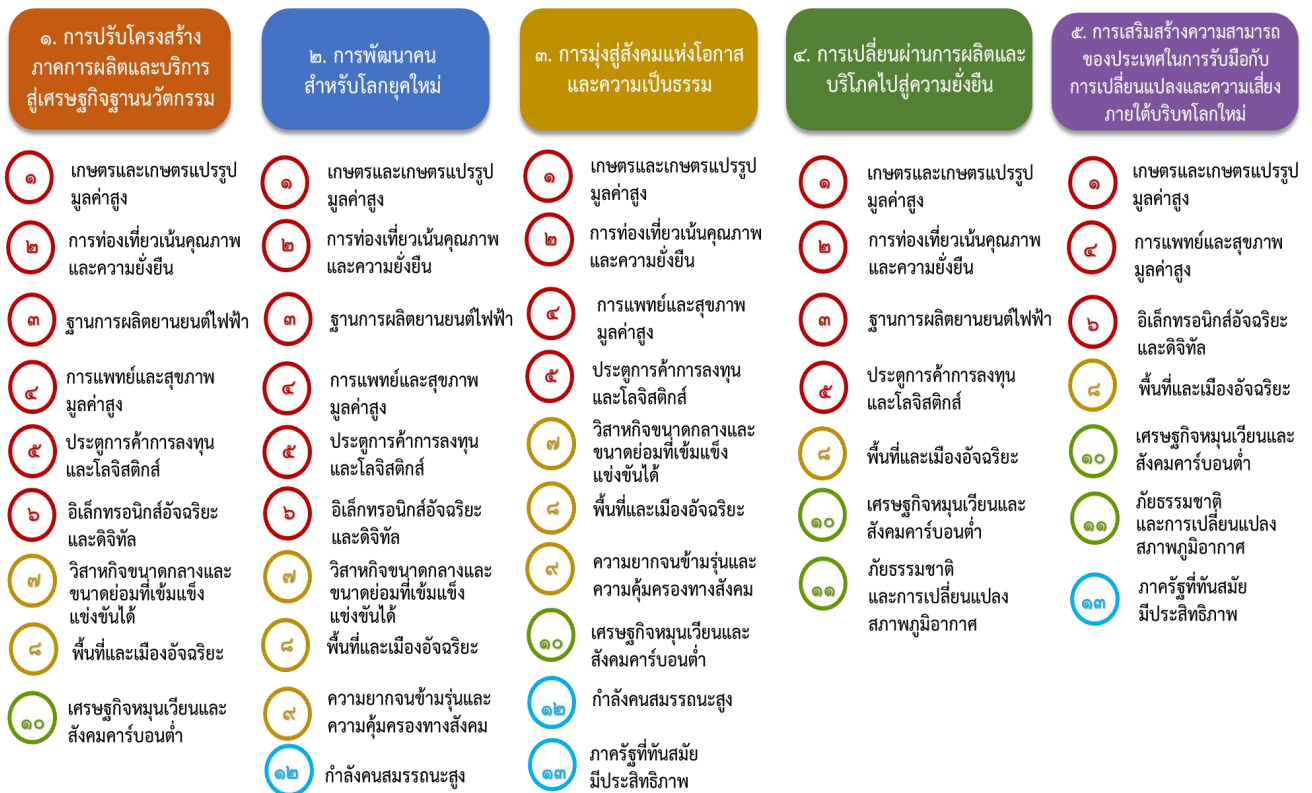 ๑. การปรับโครงสร้าง
ภาคการผลิตและบริการ
สู่เศรษฐกิจฐานนวัตกรรม
๑
เกษตรและเกษตรแปรรูป
มูลค่าสูง
๒
การท่องเที่ยวเน้นคุณภาพ
และความยั่งยืน
๓
ฐานการผลิตยานยนต์ไฟฟ้า
๔
การแพทย์และสุขภาพ
มูลค่าสูง
๕
ประตูการค้าการลงทุน
และโลจิสติกส์
๖
อิเล็กทรอนิกส์อัจฉริยะ
และดิจิทัล
๗
วิสาหกิจขนาดกลางและ
ขนาดย่อมที่เข้มแข็ง
แข่งขันได้
๘
พื้นที่และเมืองอัจฉริยะ
๑๐
เศรษฐกิจหมุนเวียนและ
สังคมคาร์บอนต่ำ
๒. การพัฒนาคน
สำหรับโลกยุคใหม่
๑
เกษตรและเกษตรแปรรูป
มูลค่าสูง
๒
การท่องเที่ยวเน้นคุณภาพ
และความยั่งยืน
๓
ฐานการผลิตยานยนต์ไฟฟ้า
๔
การแพทย์และสุขภาพ
มูลค่าสูง
๕
ประตูการค้าการลงทุน
และโลจิสติกส์
๖
อิเล็กทรอนิกส์อัจฉริยะ
และดิจิทัล
๗
วิสาหกิจขนาดกลางและ
ขนาดย่อมที่เข้มแข็ง
แข่งขันได้
๘
พื้นที่และเมืองอัจฉริยะ
๙
ความยากจนข้ามรุ่นและ
ความคุ้มครองทางสังคม
๑๒
กำลังคนสมรรถนะสูง
๓. การมุ่งสู่สังคมแห่งโอกาส
และความเป็นธรรม
๑
เกษตรและเกษตรแปรรูป
มูลค่าสูง
๒
การท่องเที่ยวเน้นคุณภาพ
และความยั่งยืน
๔
การแพทย์และสุขภาพ
มูลค่าสูง
๕
ประตูการค้าการลงทุน
และโลจิสติกส์
๗
วิสาหกิจขนาดกลางและ
ขนาดย่อมที่เข้มแข็ง
แข่งขันได้
๘
พื้นที่และเมืองอัจฉริยะ
๙
ความยากจนข้ามรุ่นและ
ความคุ้มครองทางสังคม
๑๐
เศรษฐกิจหมุนเวียนและ
สังคมคาร์บอนต่ำ
๑๒
กำลังคนสมรรถนะสูง
๑๓
ภาครัฐที่ทันสมัย
มีประสิทธิภาพ
๔. การเปลี่ยนผ่านการผลิตและ
บริโภคไปสู่ความยั่งยืน
๑
เกษตรและเกษตรแปรรูป
มูลค่าสูง
๒
การท่องเที่ยวเน้นคุณภาพ
และความยั่งยืน
๓
ฐานการผลิตยานยนต์ไฟฟ้า
๕
ประตูการค้าการลงทุน
และโลจิสติกส์
๘
พื้นที่และเมืองอัจฉริยะ
๑๐
เศรษฐกิจหมุนเวียนและ
สังคมคาร์บอนต่ำ
๑๑
ภัยธรรมชาติ
และการเปลี่ยนแปลง
สภาพภูมิอากาศ
๕. การเสริมสร้างความสามารถ
ของประเทศในการรับมือกับ
การเปลี่ยนแปลงและความเสี่ยง
ภายใต้บริบทโลกใหม่
๑
เกษตรและเกษตรแปรรูป
มูลค่าสูง
๔
การแพทย์และสุขภาพ
มูลค่าสูง
๖
อิเล็กทรอนิกส์อัจฉริยะ
และดิจิทัล
๘
พื้นที่และเมืองอัจฉริยะ
๑๐
เศรษฐกิจหมุนเวียนและ
สังคมคาร์บอนต่ำ
๑๑
ภัยธรรมชาติ
และการเปลี่ยนแปลง
สภาพภูมิอากาศ
๑๓
ภาครัฐที่ทันสมัย
มีประสิทธิภาพ